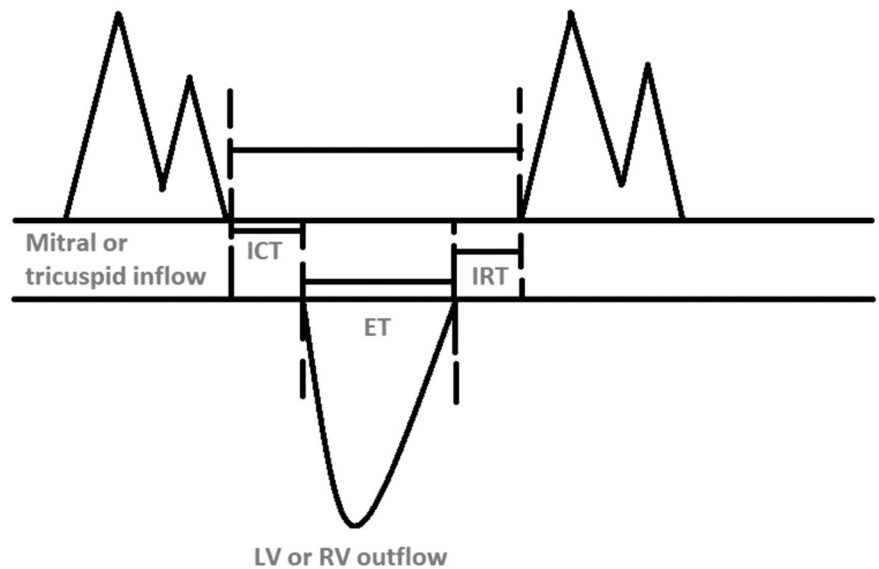 Mitral or
tricuspid inflow
ICT
IRT
ET
LV or RV outflow